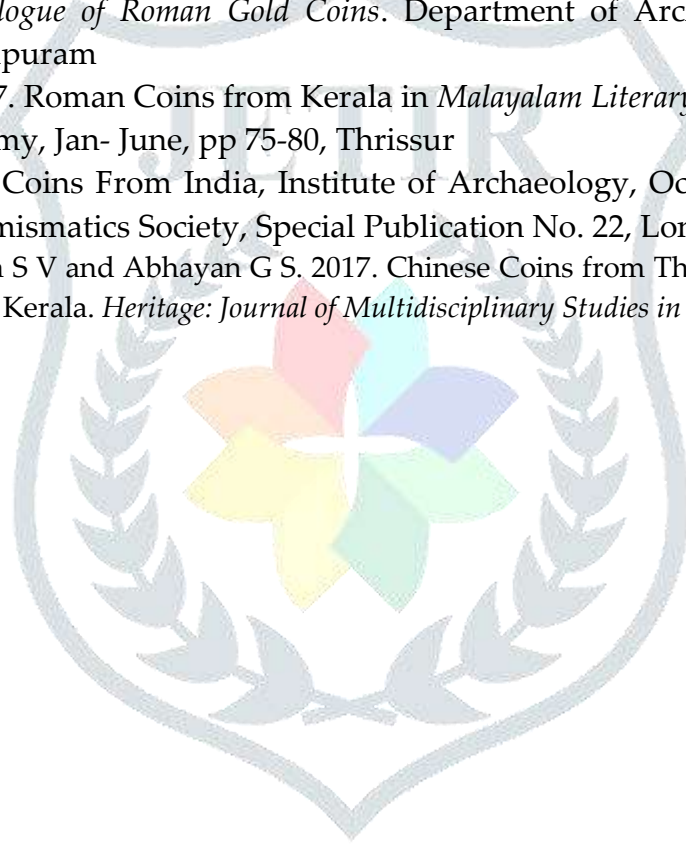 logue of Roman Gold Coins. Department of Arc
puram
7. Roman Coins from Kerala in Malayalam Literary
my, Jan- June, pp 75-80, Thrissur
Coins From India, Institute of Archaeology, Oc
mismatics Society, Special Publication No. 22, Lor
S V and Abhayan G S. 2017. Chinese Coins from Th
Kerala. Heritage: Journal of Multidisciplinary Studies in
JETIR